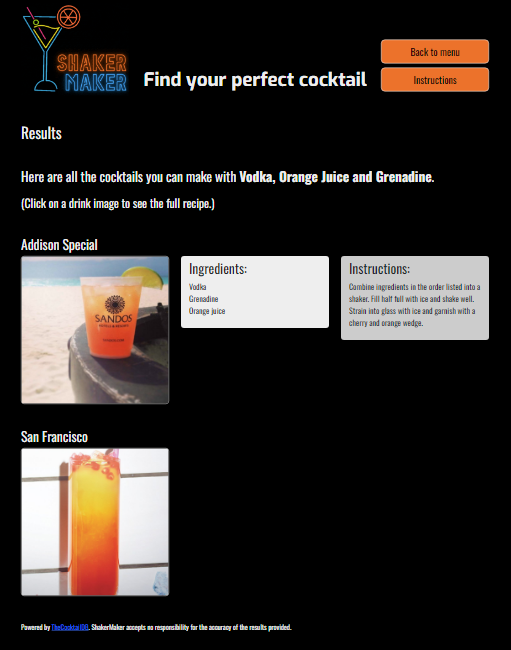 SHAKER
MAKER
Find your perfect cocktail
Back to menu
Instructions
Results
Here are all the cocktails you can make with Vodka, Orange Juice and Grenadine.
(Click on a drink image to see the full recipe.)
Addison Special
SANDOS
Ingredients:
Vodka
Grenadine
Orange juice
Instructions:
Combine ingredients in the order listed into a
shaker. Fill half full with ice and shake well.
Strain into glass with ice and garnish with a
cherry and orange wedge.
San Francisco
Powered by TheCocktailDB. ShakerMaker accepts no responsibility for the accuracy of the results provided.